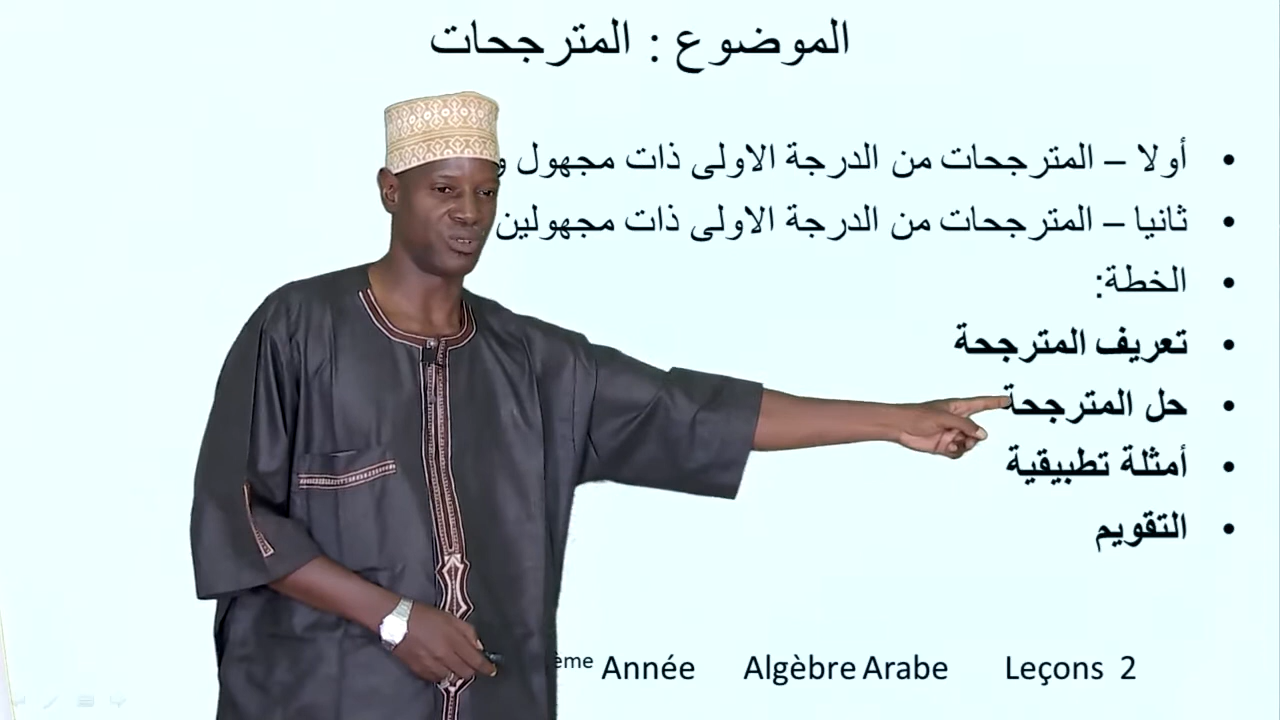 الموضوع : المترجحات
• أولا – المترجحات من الدرجة الاولى ذات مجهول
• ثانيا – المترجحات من الدرجة الاولى ذات مجهولين
• الخطة:
• تعريف المترجحة
• حل المترجحة
• أمثلة تطبيقية
• التقويم
ème Année Algèbre Arabe Leçons 2